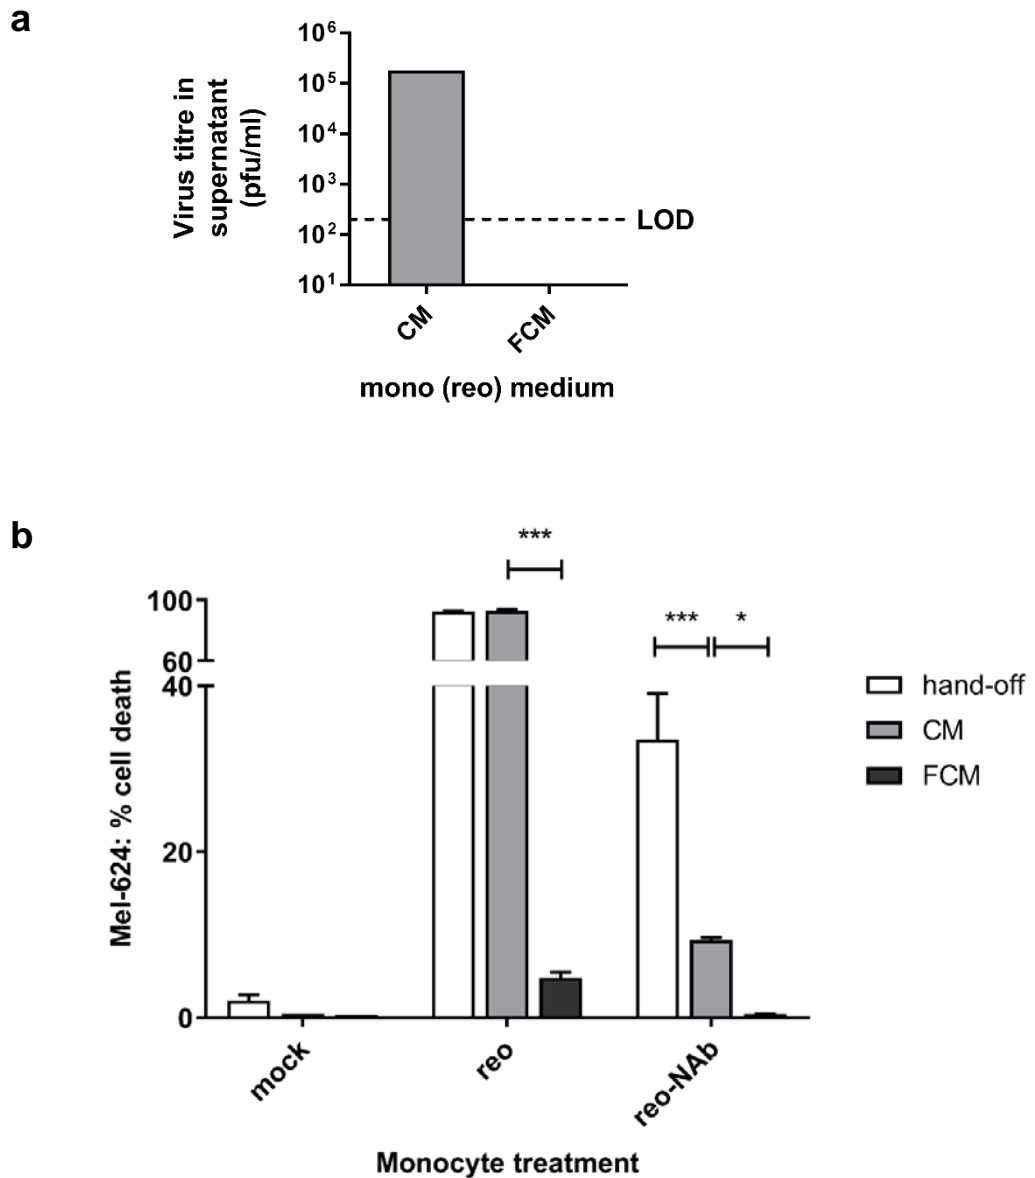 a
Virus titre in
supernatant
(pfu/ml)
10⁶
10⁵
10⁴
10³
10²
10¹
LOD
CM
FCM
mono (reo) medium
b
***
*** *
Mel-624: % cell death
100
60
40
20
0
hand-off
CM
FCM
mock
reo
reo-NAb
Monocyte treatment